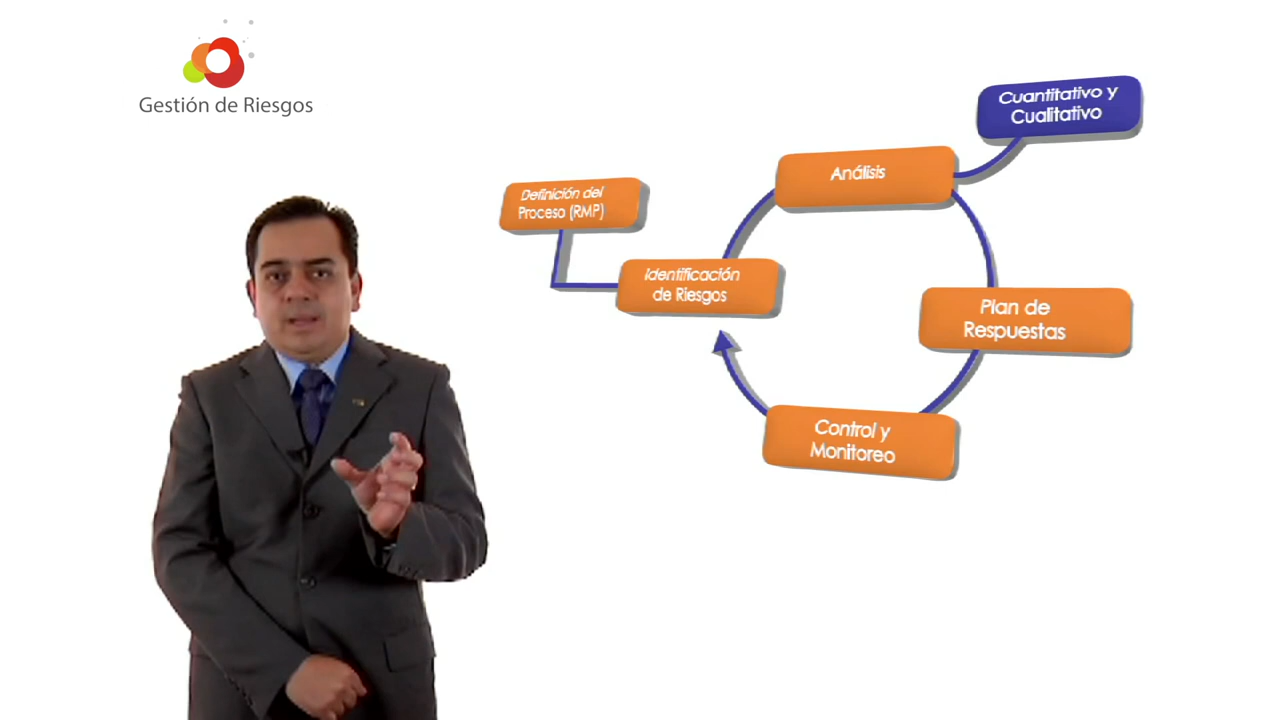 Gestión de Riesgos
Cuantitativo y
Cualitativo
Análisis
Definición del
Proceso (RMP)
Identificación
de Riesgos
Plan de
Respuestas
Control y
Monitoreo